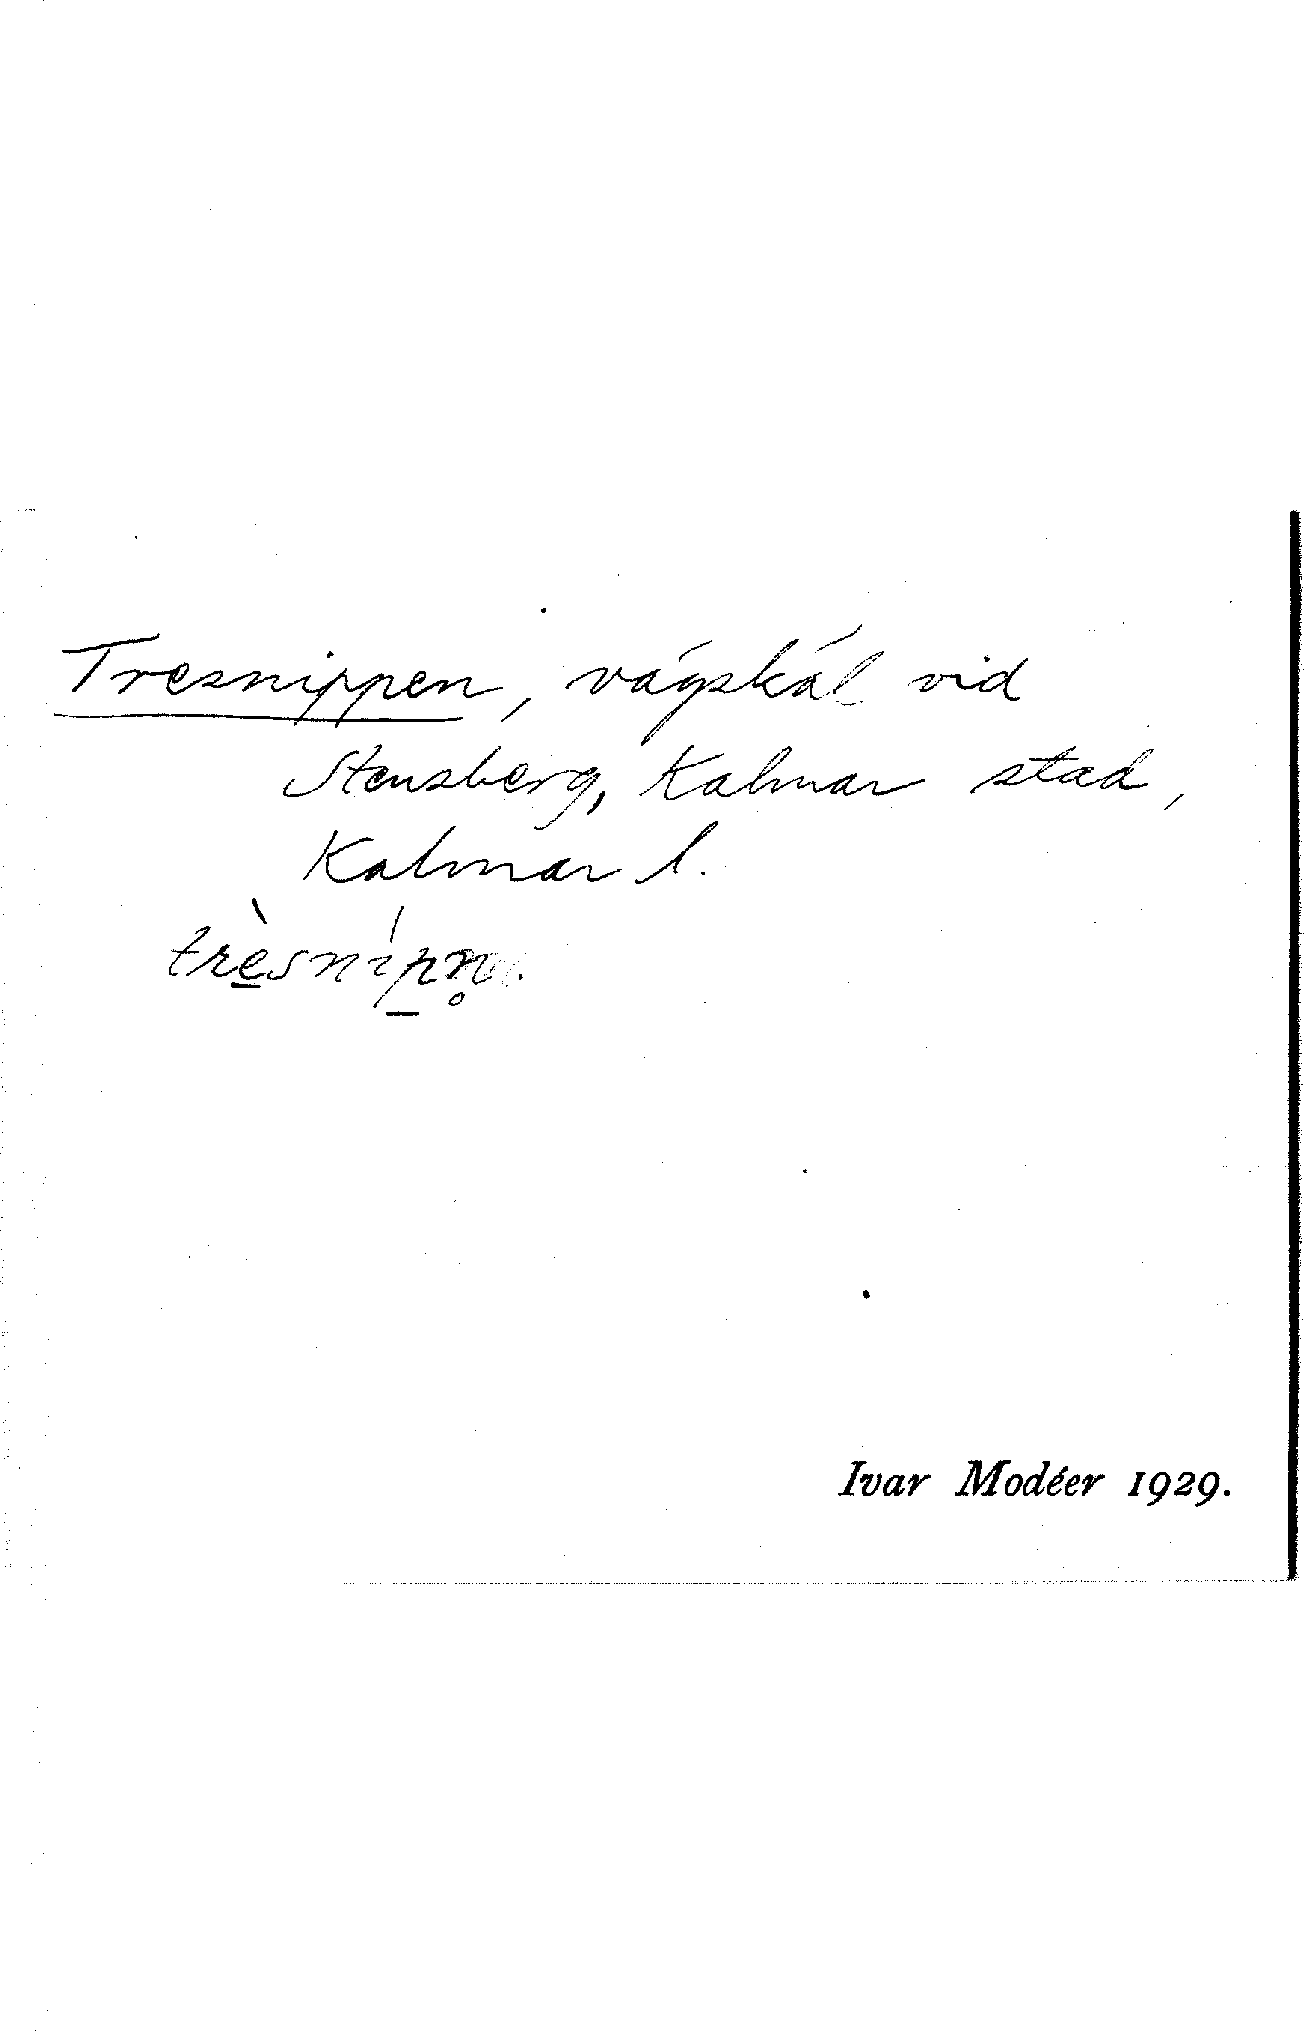 Tresnippen, vägskäl vid
Stensberg, Kalmar stad,
Kalmar l.
trèsnípn̥.
Ivar Modéer 1929.